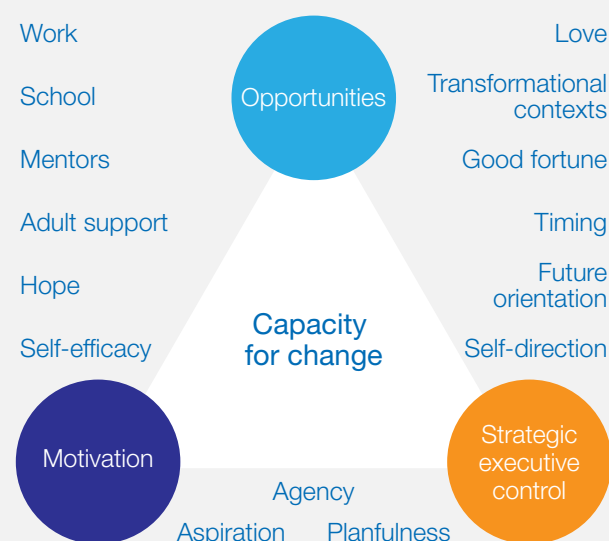 Work
School
Mentors
Adult support
Hope
Self-efficacy
Opportunities
Love
Transformational
contexts
Good fortune
Timing
Future
orientation
Self-direction
Capacity
for change
Motivation
Strategic
executive
control
Agency
Aspiration
Planfulness